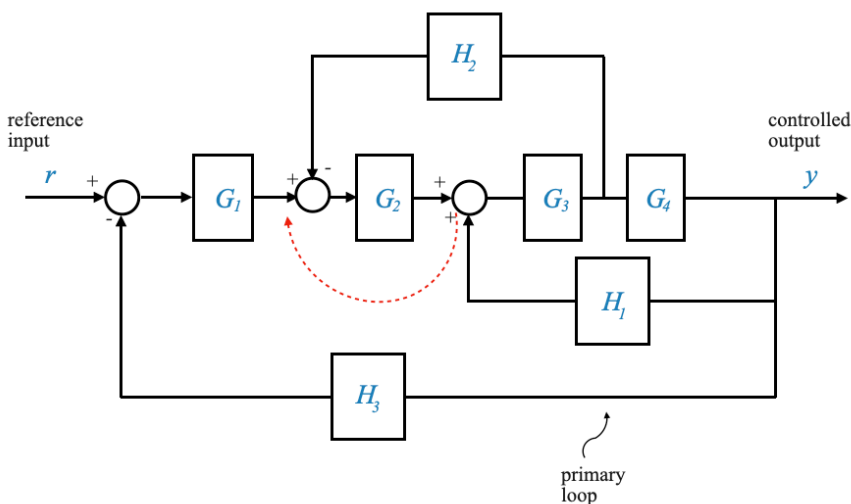 H₂
reference
input
controlled
output
r
+
-
+
G₁
+
G₂
+
G₃
G₄
y
-
+
H₁
H₃
primary
loop